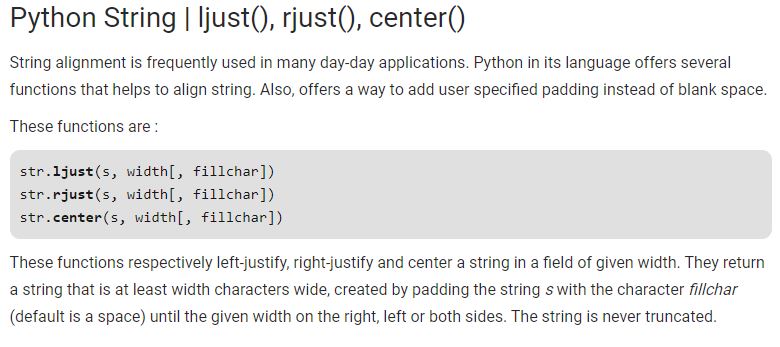 Python String | ljust(), rjust(), center()
String alignment is frequently used in many day-day applications. Python in its language offers several
functions that helps to align string. Also, offers a way to add user specified padding instead of blank space.
These functions are :
str.ljust(s, width[, fillchar])
str.rjust(s, width[, fillchar])
str.center(s, width[, fillchar])
These functions respectively left-justify, right-justify and center a string in a field of given width. They return
a string that is at least width characters wide, created by padding the string s with the character fillchar
(default is a space) until the given width on the right, left or both sides. The string is never truncated.